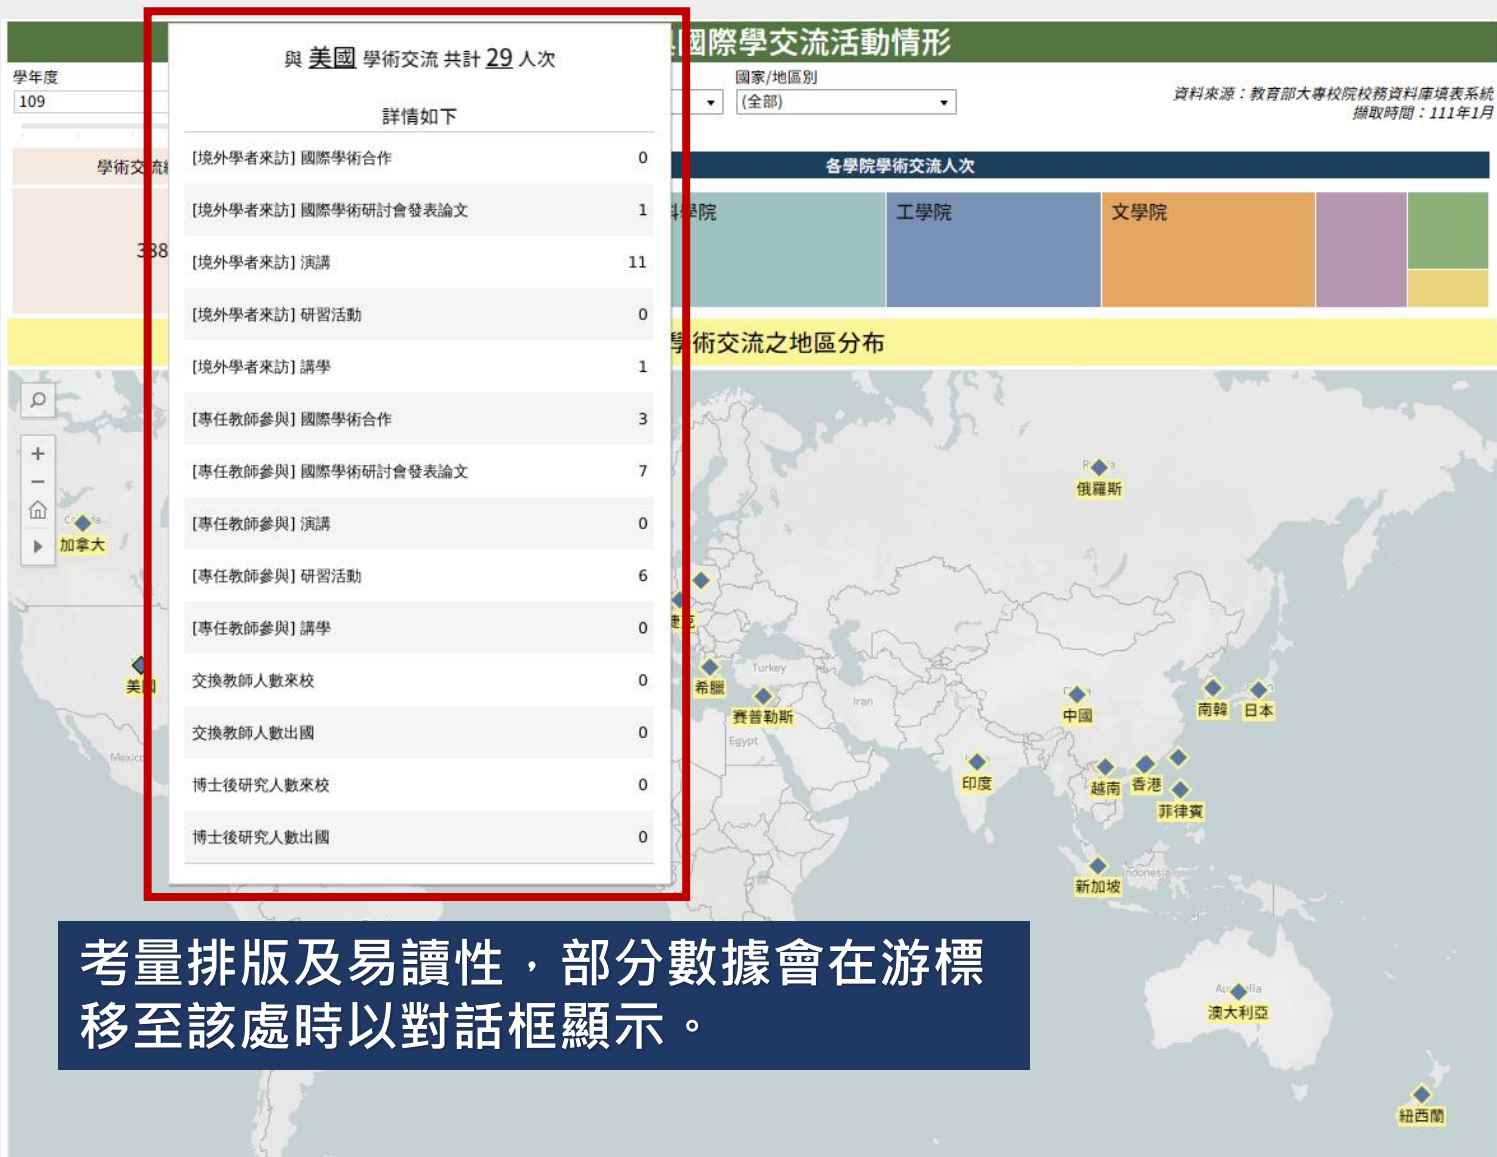 國際學交流活動情形
學年度
109
國家/地區別
(全部)
資料來源：教育部大專校院校務資料庫填表系統
擷取時間：111年1月
與 美國 學術交流 共計 29 人次
詳情如下
[境外學者來訪] 國際學術合作 0
[境外學者來訪] 國際學術研討會發表論文 1
[境外學者來訪] 演講 11
[境外學者來訪] 研習活動 0
[境外學者來訪] 講學 1
[專任教師參與] 國際學術合作 3
[專任教師參與] 國際學術研討會發表論文 7
[專任教師參與] 演講 0
[專任教師參與] 研習活動 6
[專任教師參與] 講學 0
交換教師人數來校 0
交換教師人數出國 0
博士後研究人數來校 0
博士後研究人數出國 0
學術交流
各學院學術交流人次
338
學院
工學院
文學院
學術交流之地區分布
俄羅斯
加拿大
捷克
美國
Turkey
希臘
賽普勒斯
Iran
Egypt
Mexico
中國
南韓
日本
印度
越南
香港
菲律賓
新加坡
澳大利亞
紐西蘭
考量排版及易讀性，部分數據會在游標
移至該處時以對話框顯示。